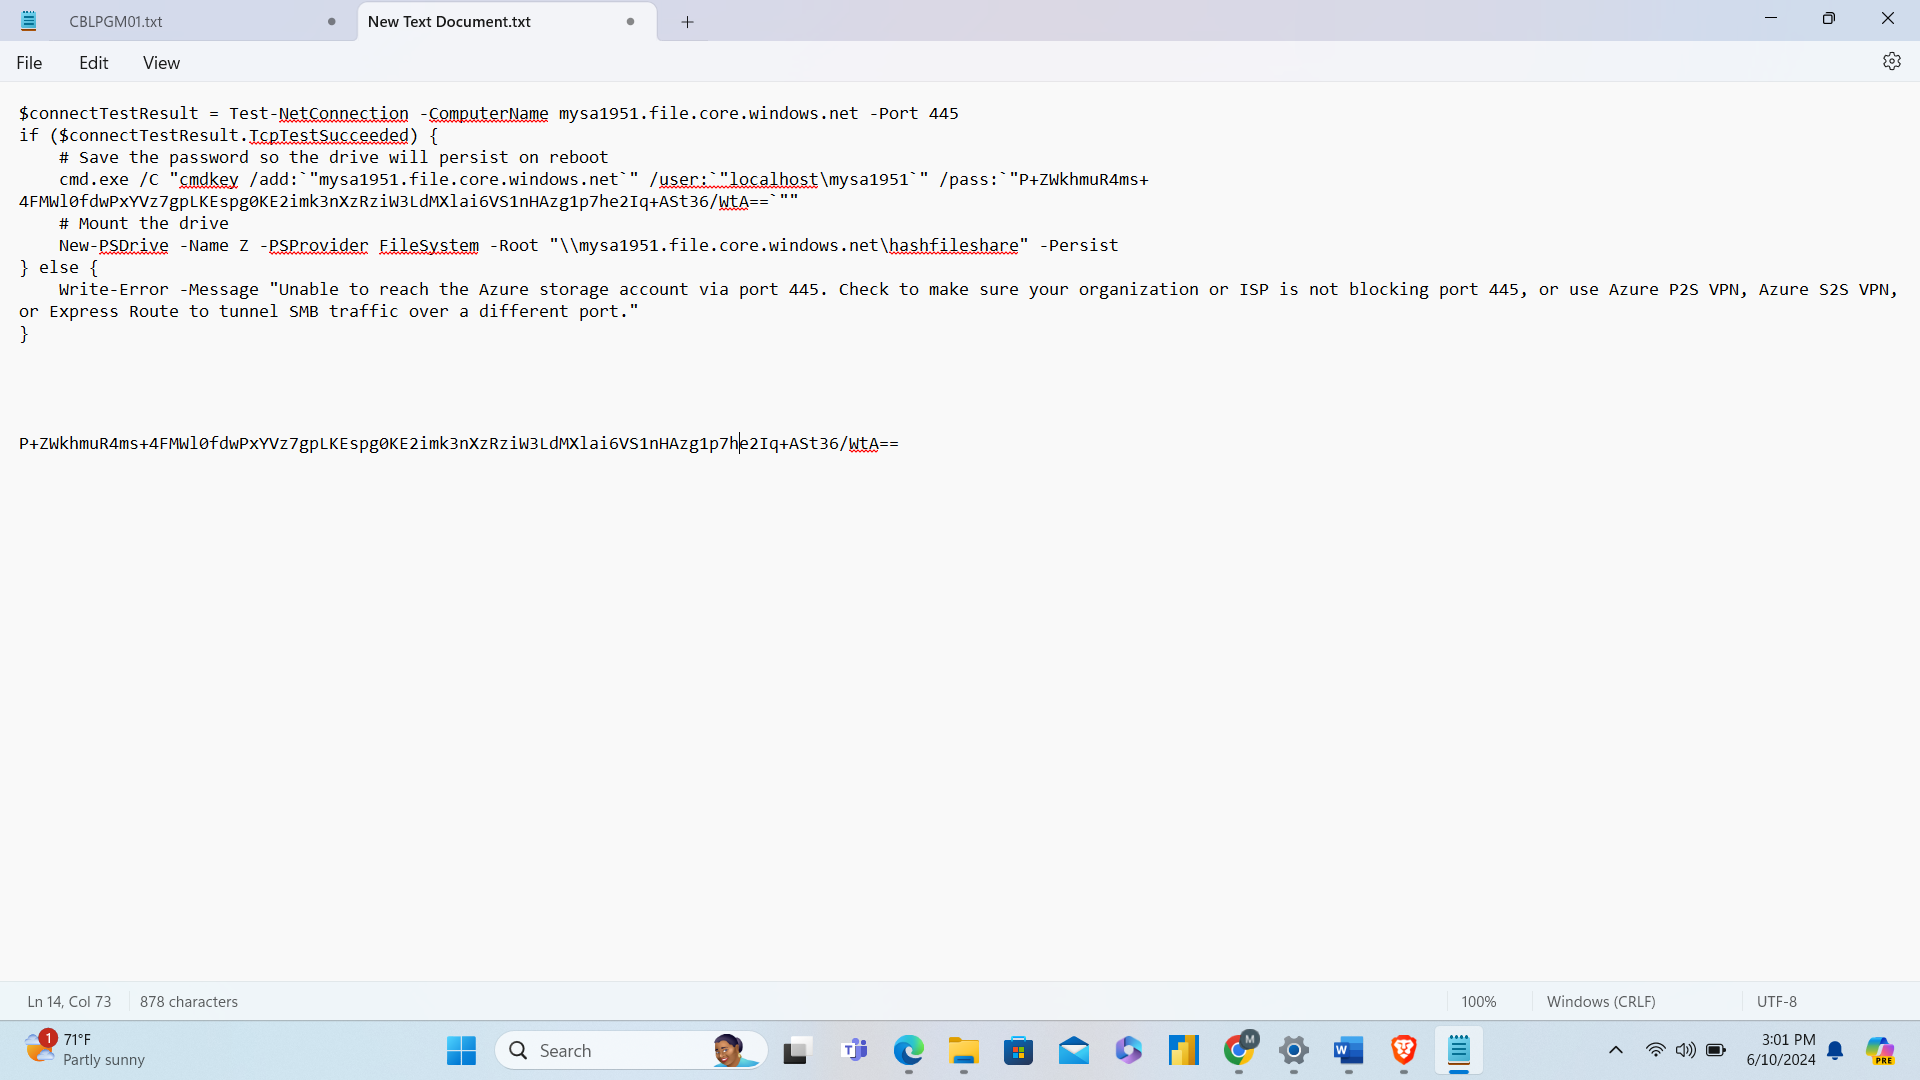 CBLPGM01.txt
New Text Document.txt
File Edit View
$connectTestResult = Test-NetConnection -ComputerName mysa1951.file.core.windows.net -Port 445
if ($connectTestResult.TcpTestSucceeded) {
    # Save the password so the drive will persist on reboot
    cmd.exe /C "cmdkey /add:`"mysa1951.file.core.windows.net`" /user:`"localhost\mysa1951`" /pass:`"P+ZWkhmuR4ms+
4FMWl0fdwPxYVz7gpLKEspg0KE2imk3nXzRziW3LdMXlai6VS1nHAzg1p7he2Iq+ASt36/WtA==`""
    # Mount the drive
    New-PSDrive -Name Z -PSProvider FileSystem -Root "\\mysa1951.file.core.windows.net\hashfileshare" -Persist
} else {
    Write-Error -Message "Unable to reach the Azure storage account via port 445. Check to make sure your organization or ISP is not blocking port 445, or use Azure P2S VPN, Azure S2S VPN,
or Express Route to tunnel SMB traffic over a different port."
}
P+ZWkhmuR4ms+4FMWl0fdwPxYVz7gpLKEspg0KE2imk3nXzRziW3LdMXlai6VS1nHAzg1p7he2Iq+ASt36/WtA==
Ln 14, Col 73 878 characters 100% Windows (CRLF) UTF-8
1
71°F
Partly sunny
Search
M
3:01 PM
6/10/2024
PRE